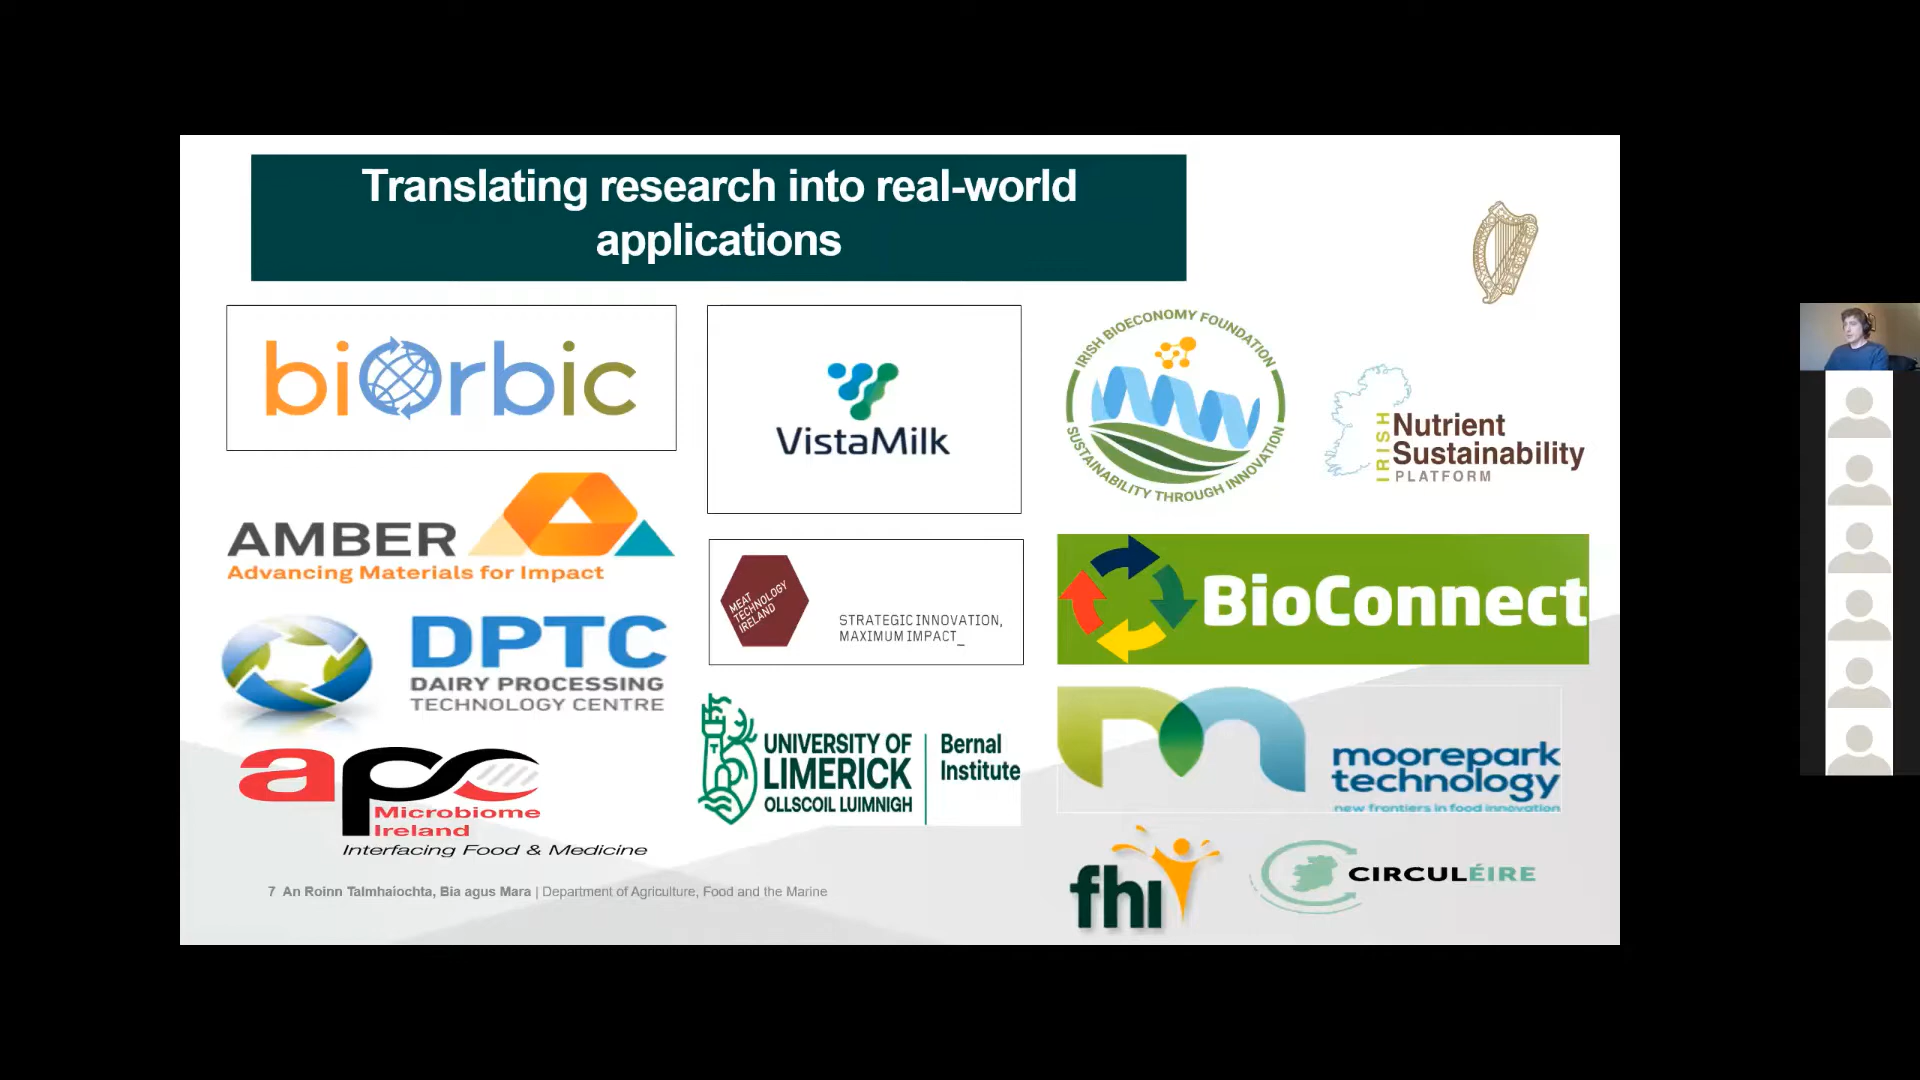 Translating research into real-world
applications
biOrbic
VistaMilk
IRISH BIOECONOMY FOUNDATION
SUSTAINABILITY THROUGH INNOVATION
IRISH
Nutrient
Sustainability
PLATFORM
AMBER
Advancing Materials for Impact
MEAT
TECHNOLOGY
IRELAND
STRATEGIC INNOVATION,
MAXIMUM IMPACT_
BioConnect
DPTC
DAIRY PROCESSING
TECHNOLOGY CENTRE
UNIVERSITY OF
LIMERICK
OLLSCOIL LUIMNIGH
Bernal
Institute
moorepark
technology
new frontiers in food innovation
apc
Microbiome
Ireland
Interfacing Food & Medicine
fhi
CIRCULÉIRE
7 An Roinn Talmhaíochta, Bia agus Mara | Department of Agriculture, Food and the Marine